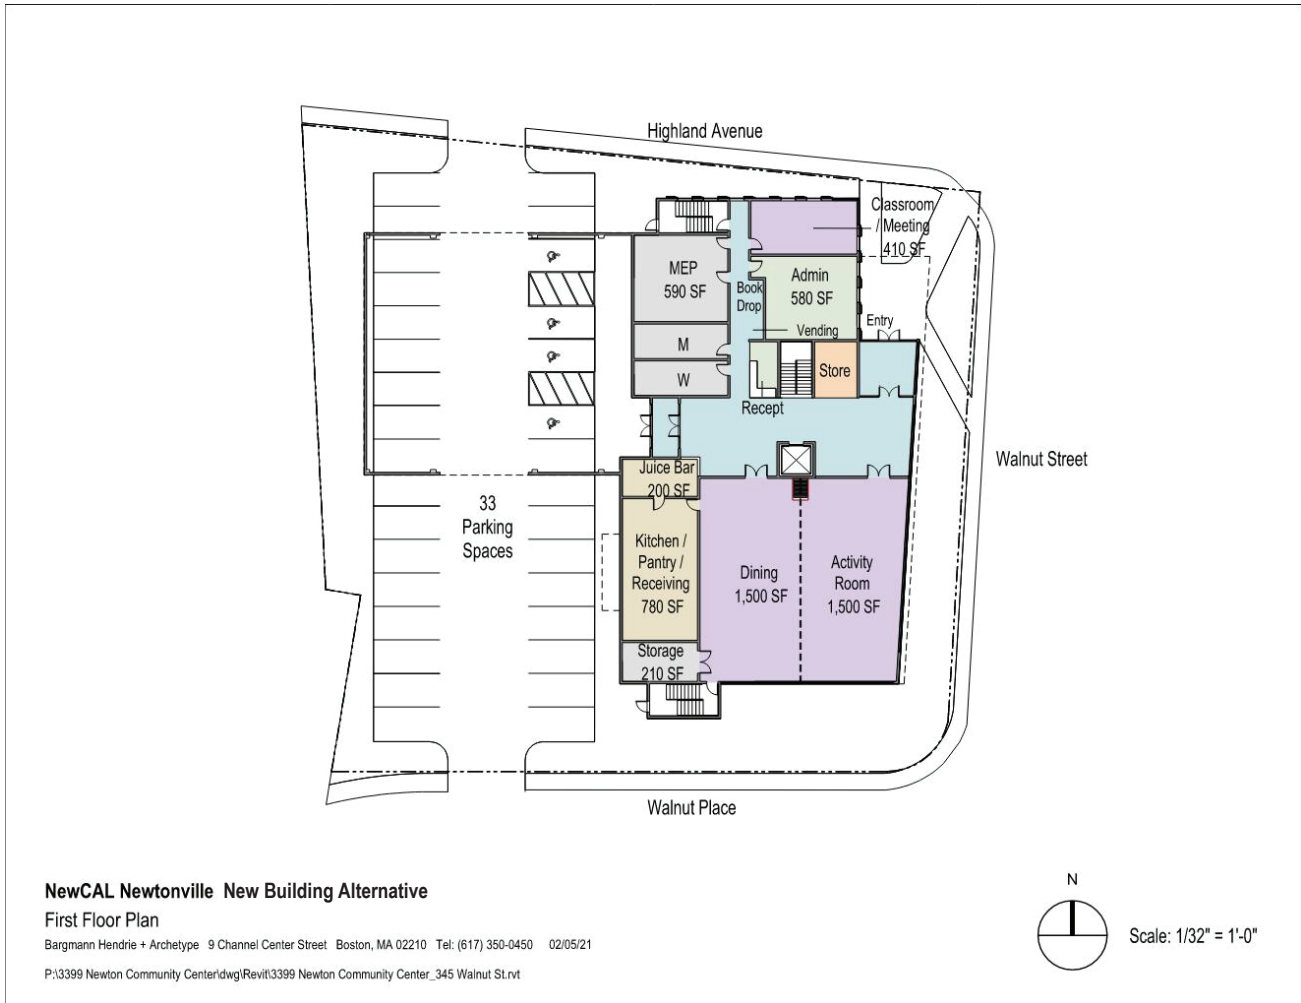 Highland Avenue
Classroom
/ Meeting
410 SF
MEP
590 SF
Admin
580 SF
Book
Drop
Vending
Entry
M
W
Store
Recept
Walnut Street
Juice Bar
200 SF
33
Parking
Spaces
Kitchen /
Pantry /
Receiving
780 SF
Dining
1,500 SF
Activity
Room
1,500 SF
Storage
210 SF
Walnut Place
NewCAL Newtonville New Building Alternative
First Floor Plan
Bargmann Hendrie + Archetype 9 Channel Center Street Boston, MA 02210 Tel: (617) 350-0450 02/05/21
P:\3399 Newton Community Center\dwg\Revit\3399 Newton Community Center_345 Walnut St.rvt
N
Scale: 1/32" = 1'-0"